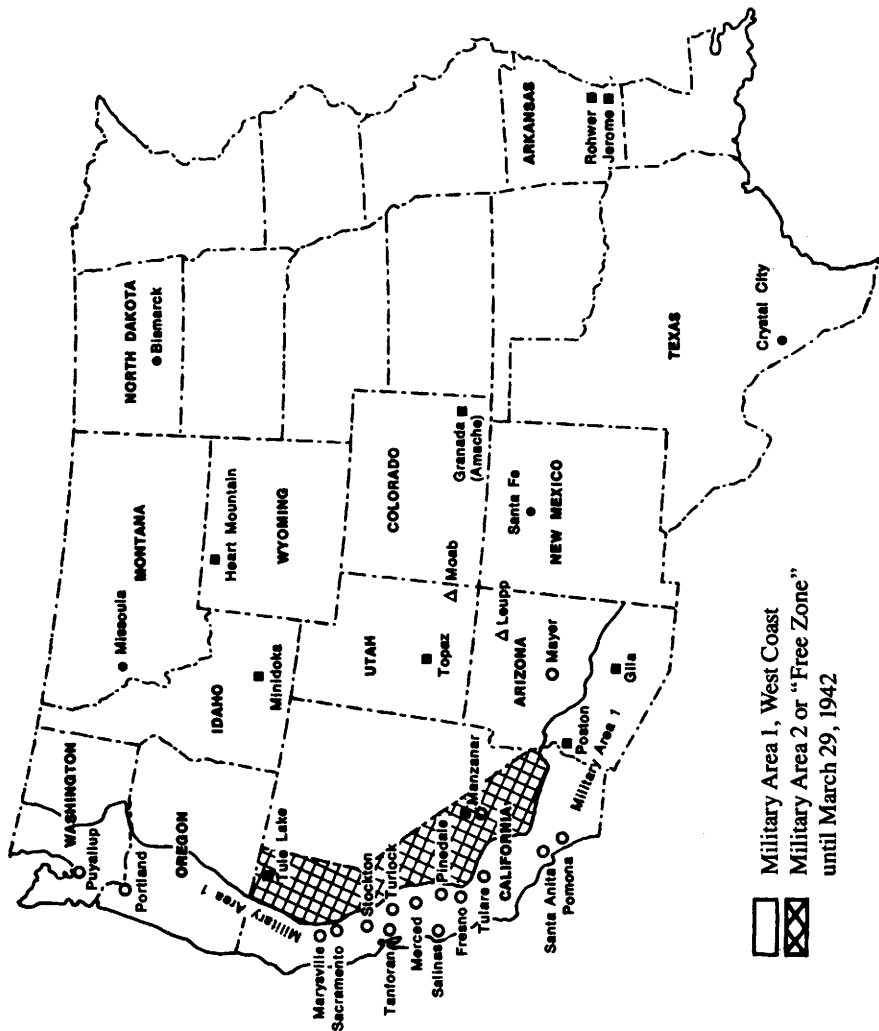 WASHINGTON
Puyallup
Portland
OREGON
Military Area 1
IDAHO
Minidoka
MONTANA
Missoula
NORTH DAKOTA
Bismarck
Heart Mountain
WYOMING
Tule Lake
Marysville
Sacramento
Stockton
Tanforan
Turlock
Merced
Salinas
Pinedale
Fresno
Tulare
Manzanar
CALIFORNIA
Santa Anita
Pomona
UTAH
Topaz
Moab
COLORADO
Granada
(Amache)
ARIZONA
Leupp
Mayer
Poston
Gila
Military Area 1
Santa Fe
NEW MEXICO
TEXAS
Crystal City
ARKANSAS
Rohwer
Jerome
Military Area 1, West Coast
Military Area 2 or "Free Zone"
until March 29, 1942